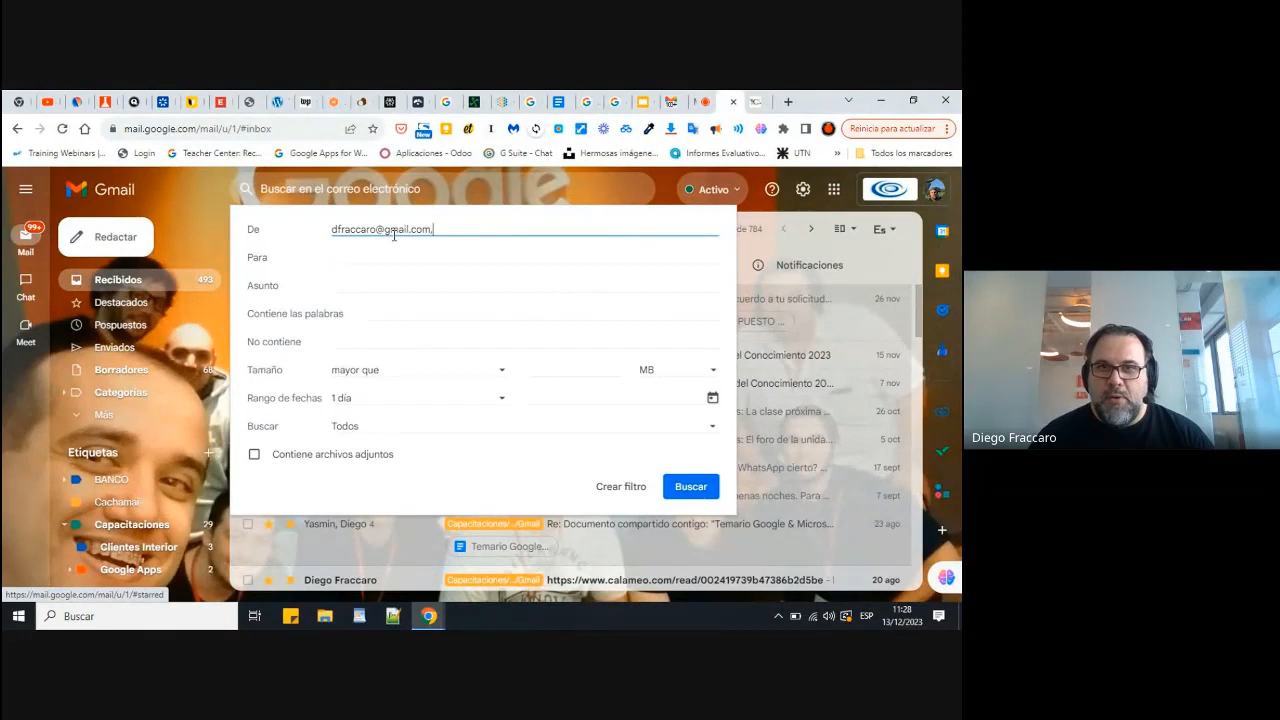 mail.google.com/mail/u/1/#inbox
New
Reinicia para actualizar
Training Webinars |...
Login
Teacher Center: Rec...
Google Apps for W...
Aplicaciones - Odoo
G Suite - Chat
Hermosas imágene...
Informes Evaluativo...
UTN
»
Todos los marcadores
Gmail
Buscar en el correo electrónico
Activo
99+
Mail
Chat
Meet
Redactar
Recibidos 493
Destacados
Pospuestos
Enviados
Borradores
Categorías
Más
Etiquetas +
BANCO
Cachamai
Capacitaciones 29
Clientes Interior 3
Google Apps 2
De dfraccaro@gmail.com,
Para
Asunto
Contiene las palabras
No contiene
Tamaño mayor que MB
Rango de fechas 1 día
Buscar Todos
Contiene archivos adjuntos
Crear filtro Buscar
de 784
Es
Notificaciones
cuerdo a tu solicitud... 26 nov
PUESTO ...
del Conocimiento 2023 15 nov
del Conocimiento 20... 7 nov
s: La clase próxima ... 26 oct
s: El foro de la unida... 5 oct
WhatsApp cierto? ... 17 sept
enas noches. Para ... 7 sept
Yasmin, Diego 4 Capacitaciones/.../Gmail Re: Documento compartido contigo: "Temario Google & Micros... 23 ago
Temario Google...
Diego Fraccaro Capacitaciones/.../Gmail https://www.calameo.com/read/002419739b47386b2d5be - 20 ago
https://mail.google.com/mail/u/1/#starred
Buscar
ESP
11:28
13/12/2023
Diego Fraccaro